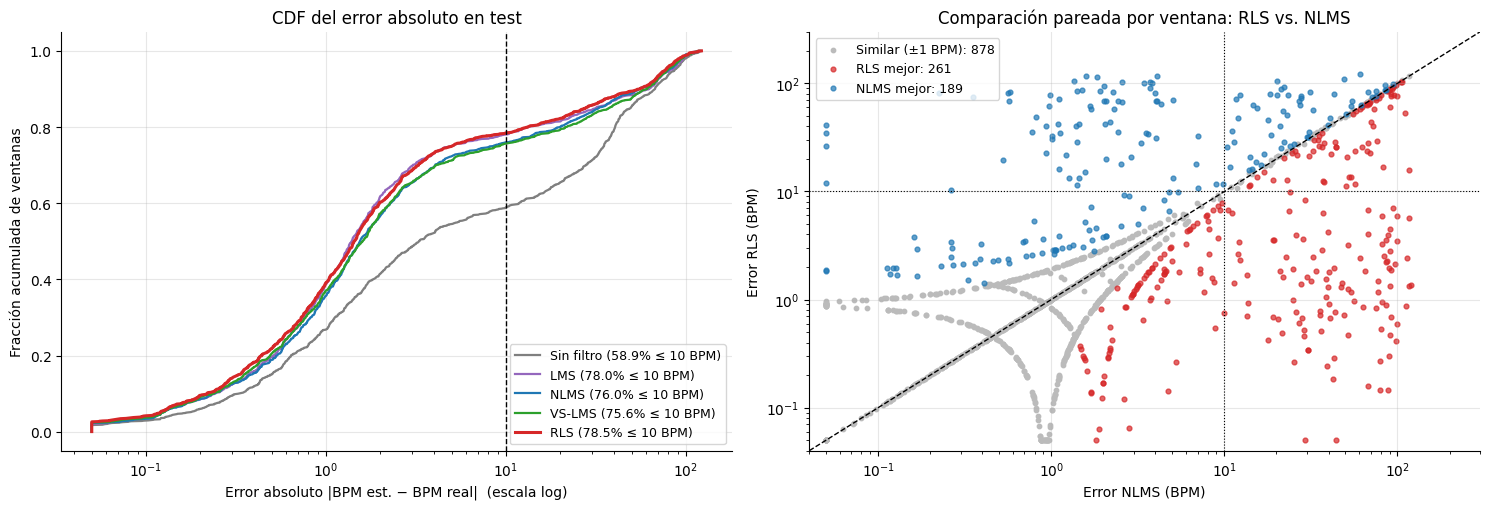 CDF del error absoluto en test
Fracción acumulada de ventanas
1.0
0.8
0.6
0.4
0.2
0.0
Sin filtro (58.9% ≤ 10 BPM)
LMS (78.0% ≤ 10 BPM)
NLMS (76.0% ≤ 10 BPM)
VS-LMS (75.6% ≤ 10 BPM)
RLS (78.5% ≤ 10 BPM)
10⁻¹ 10⁰ 10¹ 10²
Error absoluto |BPM est. − BPM real| (escala log)
Comparación pareada por ventana: RLS vs. NLMS
Error RLS (BPM)
10²
10¹
10⁰
10⁻¹
Similar (±1 BPM): 878
RLS mejor: 261
NLMS mejor: 189
10⁻¹ 10⁰ 10¹ 10²
Error NLMS (BPM)